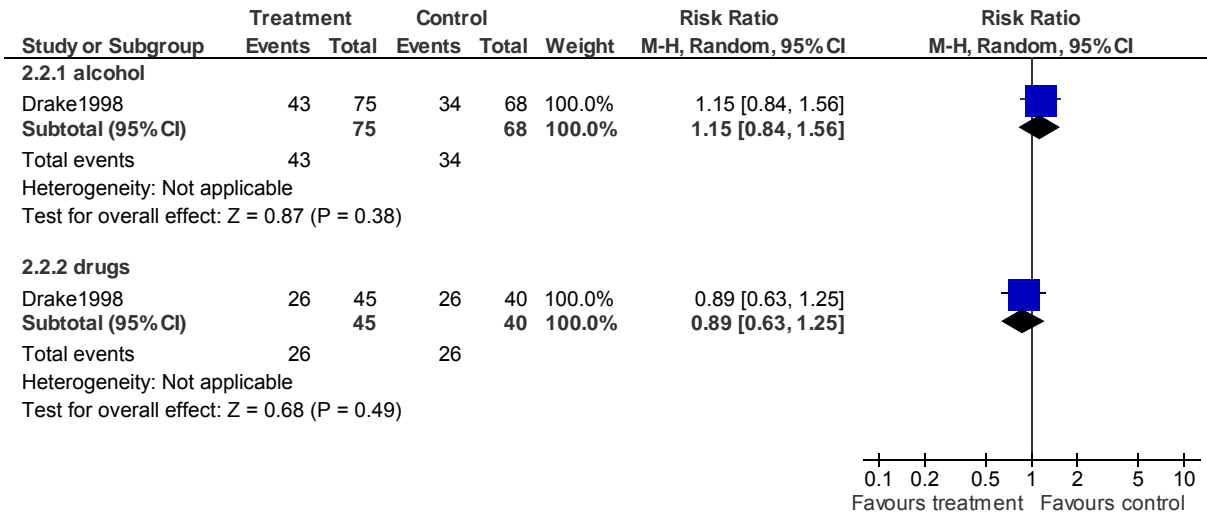 Treatment Control Risk Ratio Risk Ratio
Study or Subgroup Events Total Events Total Weight M-H, Random, 95% CI M-H, Random, 95% CI
2.2.1 alcohol
Drake1998 43 75 34 68 100.0% 1.15 [0.84, 1.56]
Subtotal (95% CI) 75 68 100.0% 1.15 [0.84, 1.56]
Total events 43 34
Heterogeneity: Not applicable
Test for overall effect: Z = 0.87 (P = 0.38)
2.2.2 drugs
Drake1998 26 45 26 40 100.0% 0.89 [0.63, 1.25]
Subtotal (95% CI) 45 40 100.0% 0.89 [0.63, 1.25]
Total events 26 26
Heterogeneity: Not applicable
Test for overall effect: Z = 0.68 (P = 0.49)
0.1 0.2 0.5 1 2 5 10
Favours treatment Favours control